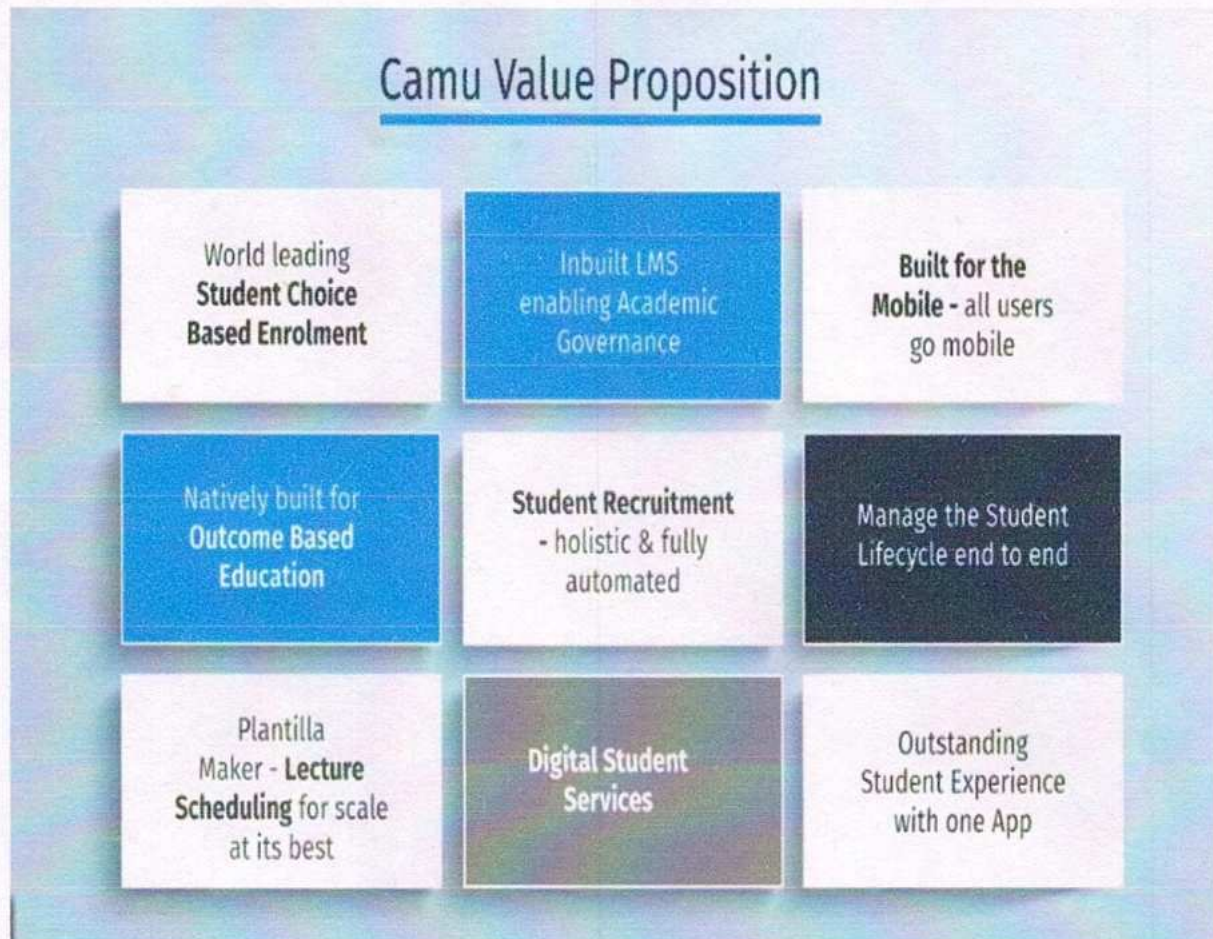 Camu Value Proposition
World leading
Student Choice
Based Enrolment
Inbuilt LMS
enabling Academic
Governance
Built for the
Mobile - all users
go mobile
Natively built for
Outcome Based
Education
Student Recruitment
- holistic & fully
automated
Manage the Student
Lifecycle end to end
Plantilla
Maker - Lecture
Scheduling for scale
at its best
Digital Student
Services
Outstanding
Student Experience
with one App